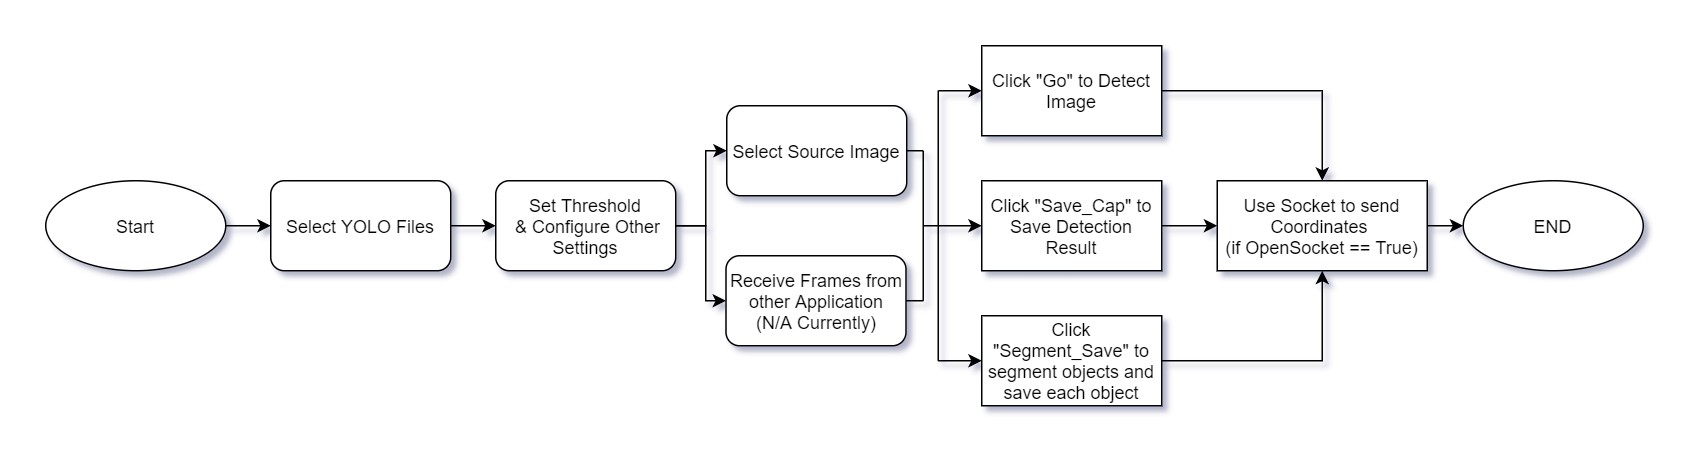 Start
Select YOLO Files
Set Threshold
& Configure Other
Settings
Select Source Image
Receive Frames from
other Application
(N/A Currently)
Click "Go" to Detect
Image
Click "Save_Cap" to
Save Detection
Result
Click
"Segment_Save" to
segment objects and
save each object
Use Socket to send
Coordinates
(if OpenSocket == True)
END